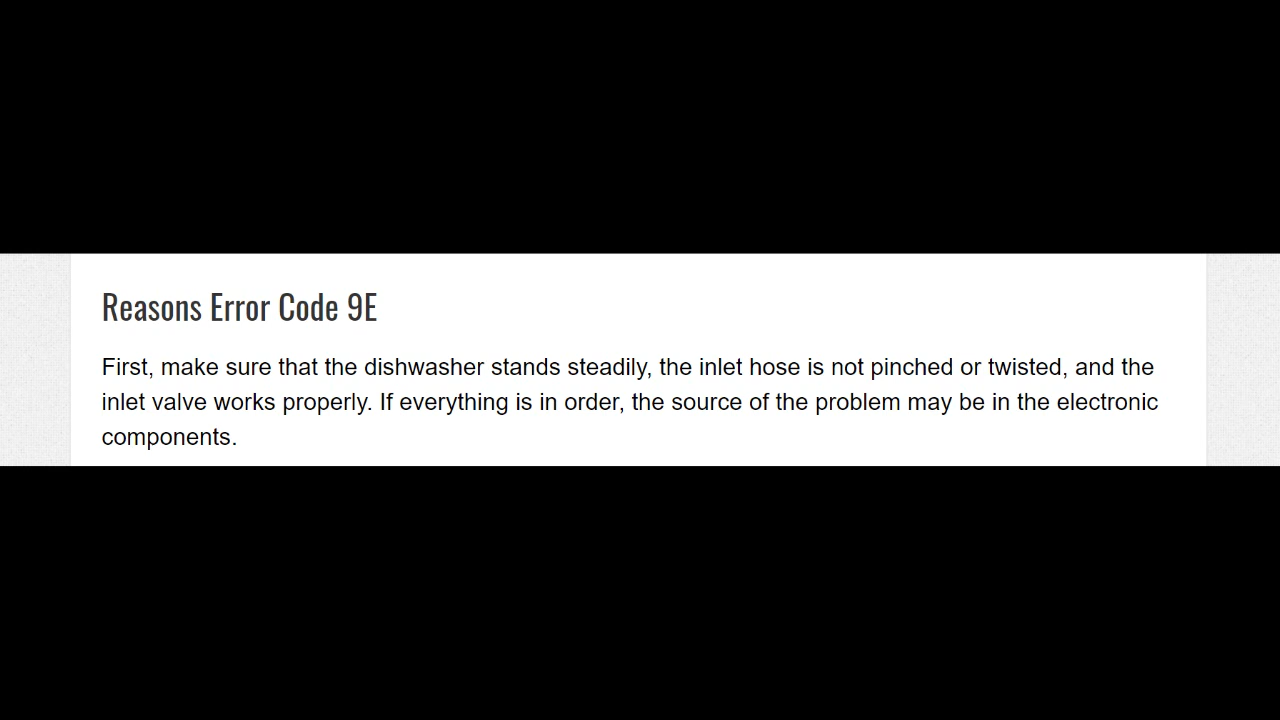 Reasons Error Code 9E
First, make sure that the dishwasher stands steadily, the inlet hose is not pinched or twisted, and the
inlet valve works properly. If everything is in order, the source of the problem may be in the electronic
components.